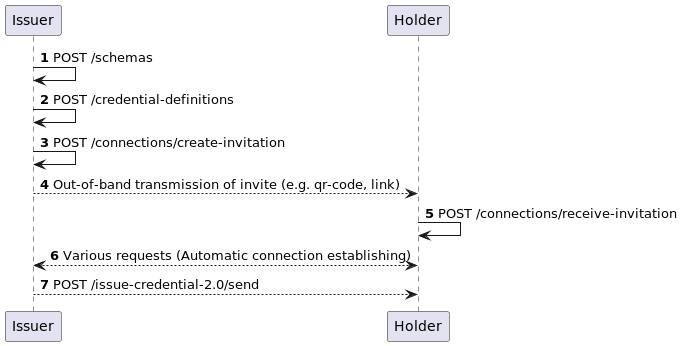 Issuer Holder
1 POST /schemas
2 POST /credential-definitions
3 POST /connections/create-invitation
4 Out-of-band transmission of invite (e.g. qr-code, link)
5 POST /connections/receive-invitation
6 Various requests (Automatic connection establishing)
7 POST /issue-credential-2.0/send
Issuer Holder